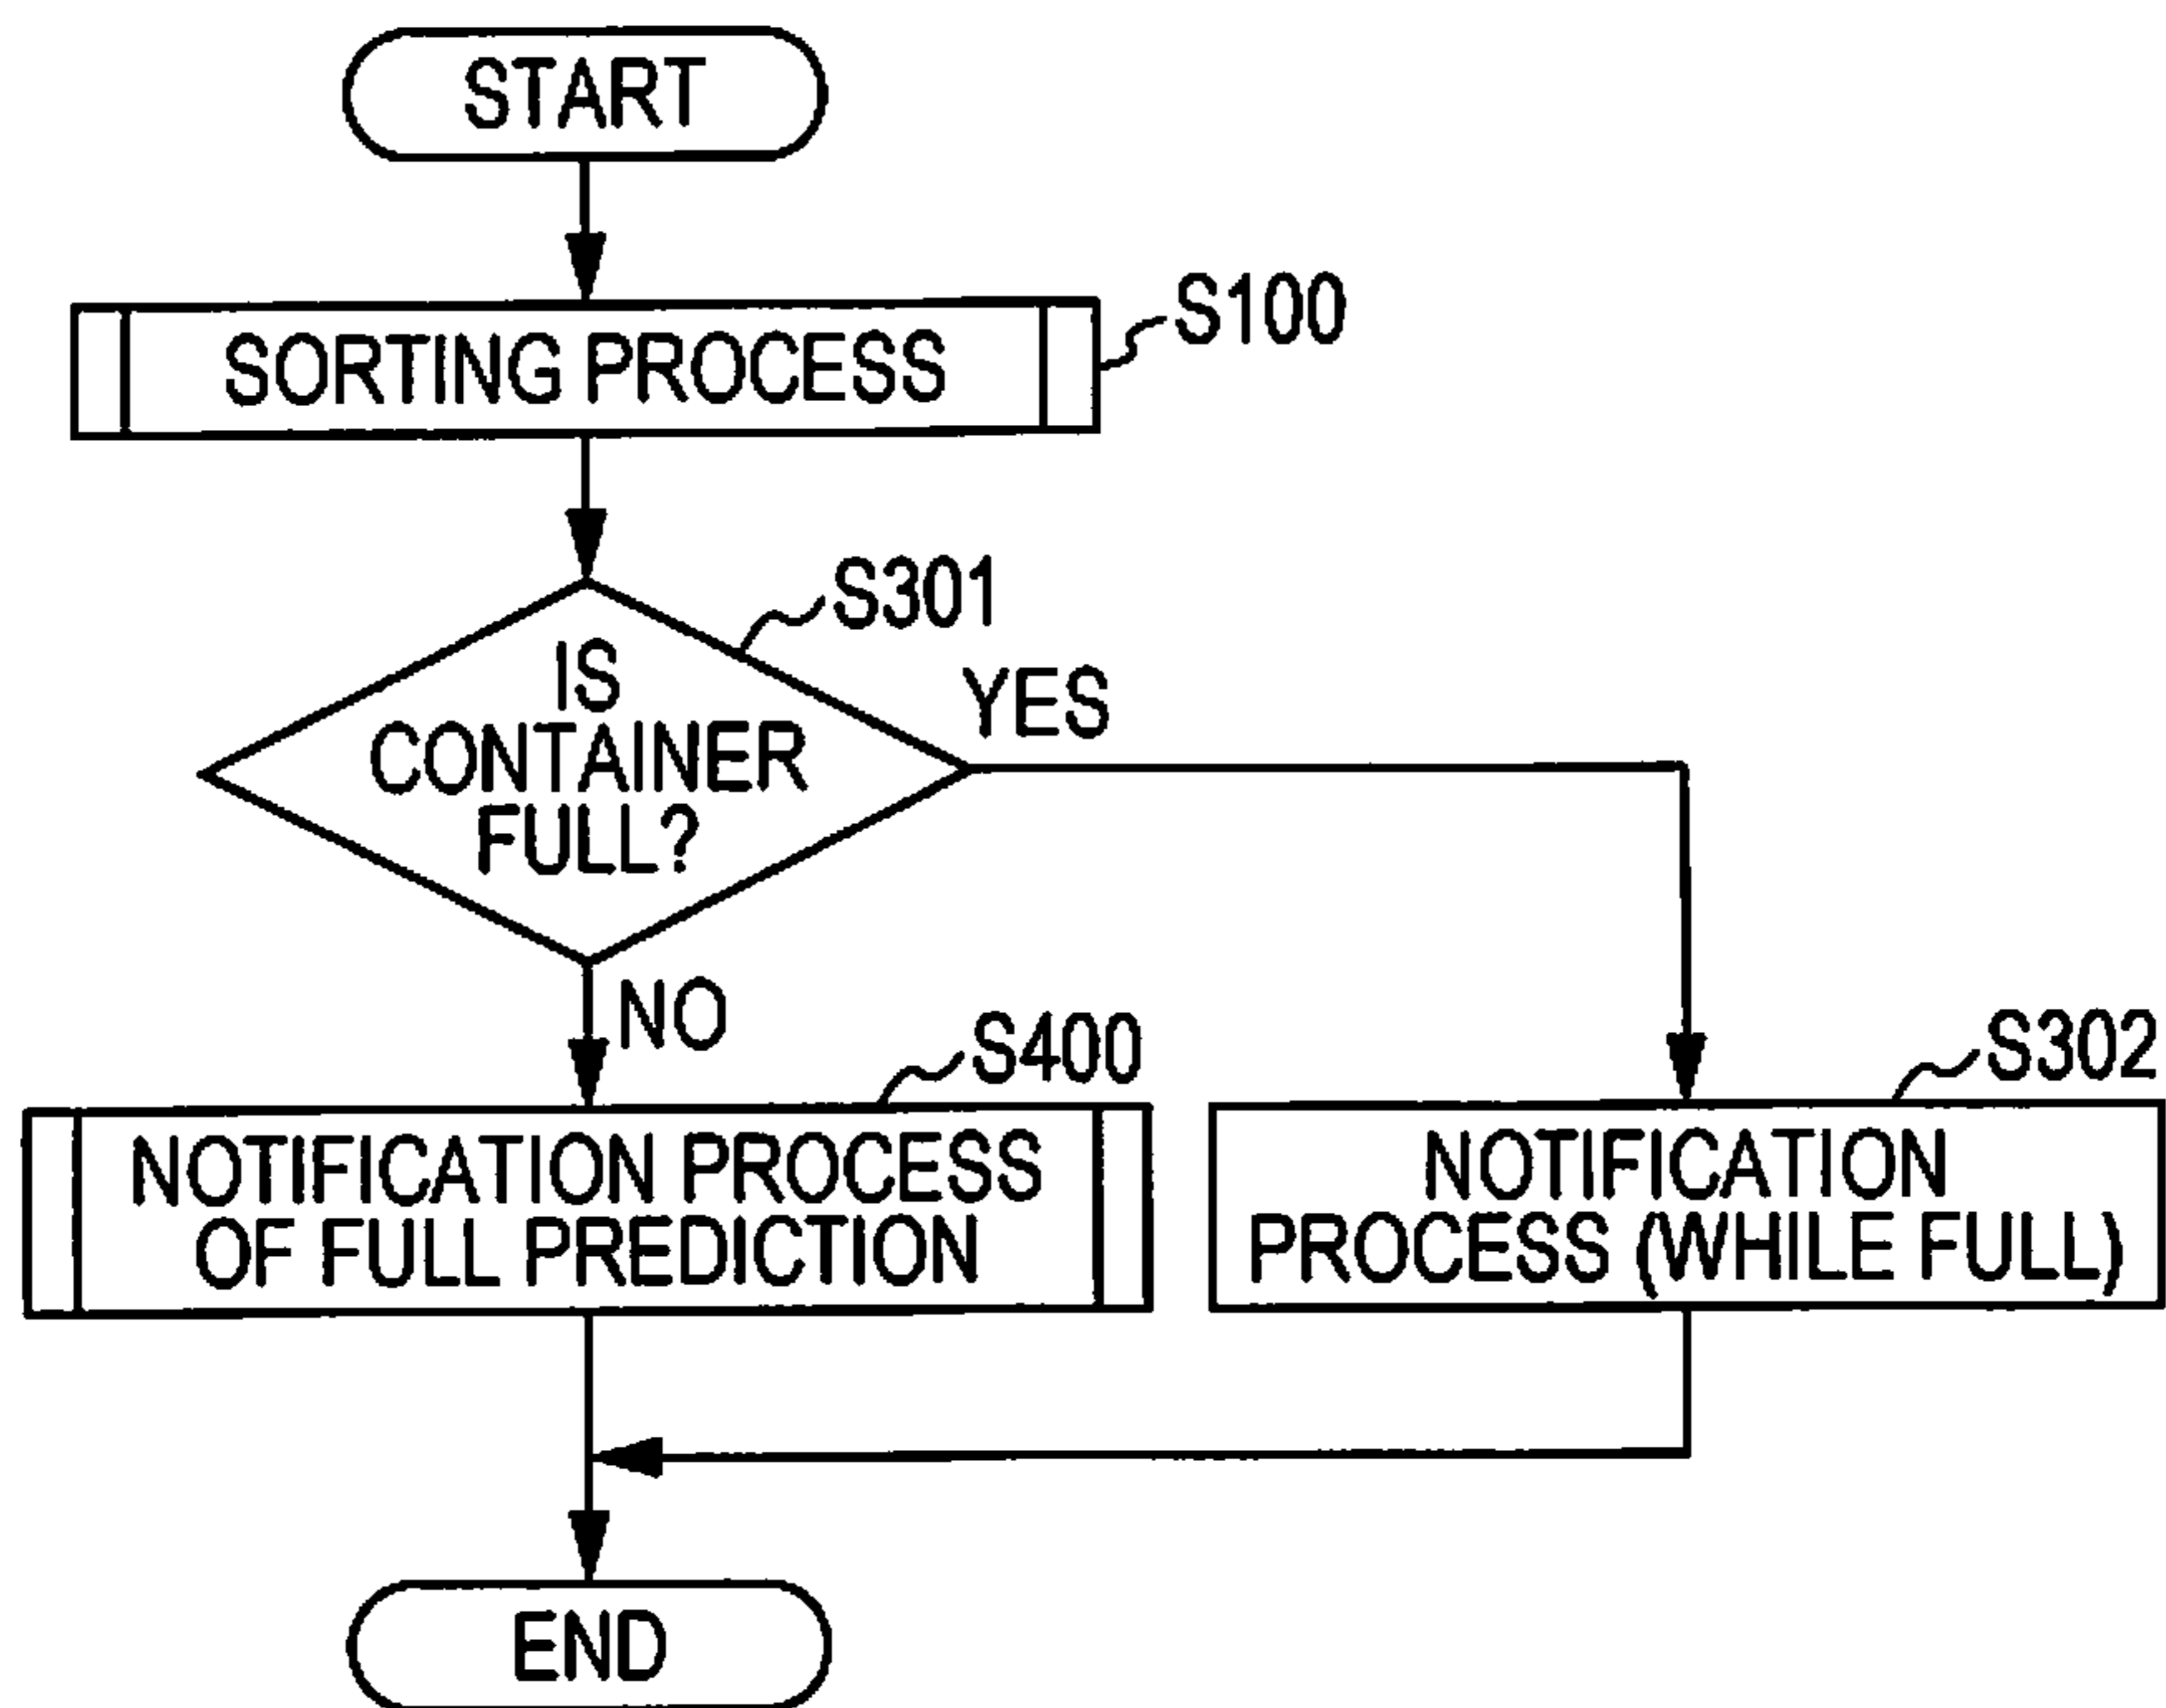 START
SORTING PROCESS
S100
S301
IS
CONTAINER
FULL?
YES
NO
S400
NOTIFICATION PROCESS
OF FULL PREDICTION
S302
NOTIFICATION
PROCESS (WHILE FULL)
END